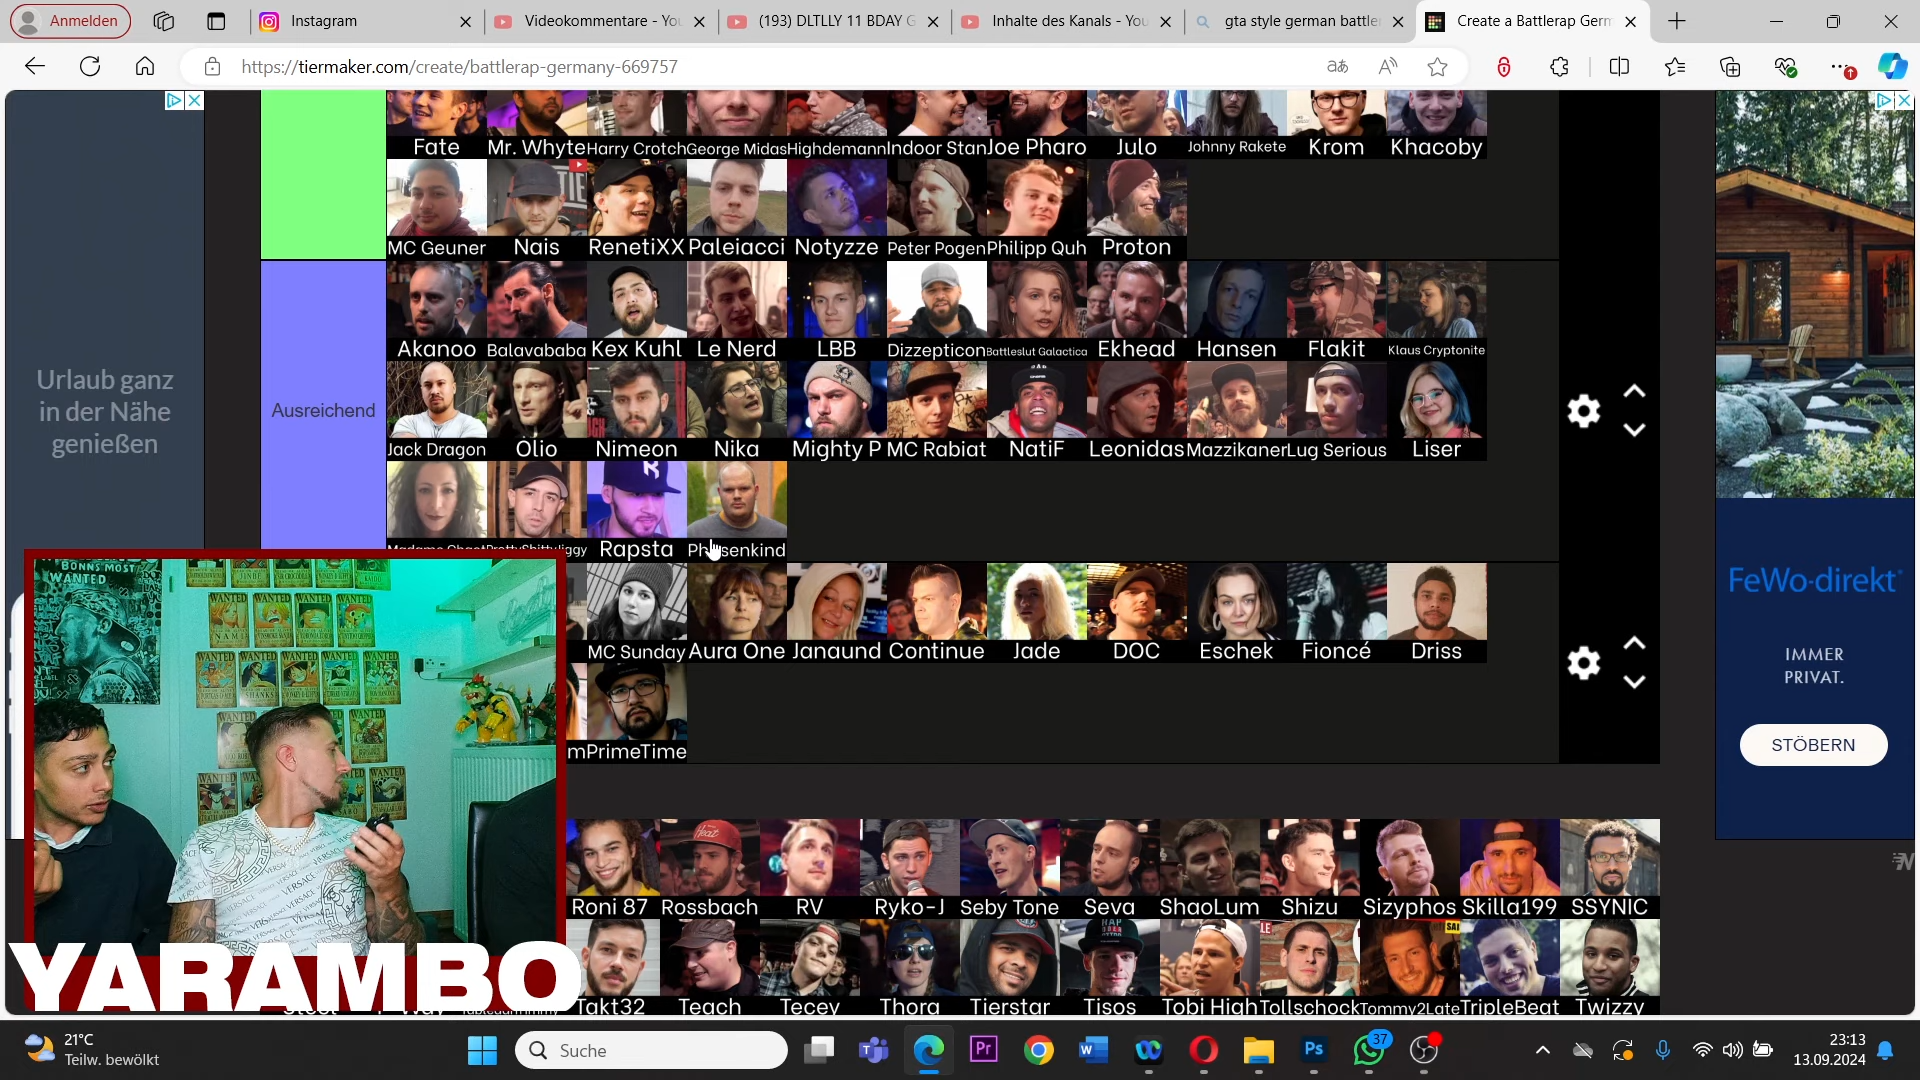 Anmelden
Instagram
Videokommentare - You
(193) DLTLLY 11 BDAY G
Inhalte des Kanals - You
gta style german battler
Create a Battlerap Germ
https://tiermaker.com/create/battlerap-germany-669757
Fate Mr. Whyte Harry Crotch George Midas Highdemann Indoor Stan Joe Pharo Julo Johnny Rakete Krom Khacoby
MC Geuner Nais RenetiXX Paleiacci Notyzze Peter Pogen Philipp Quh Proton
Akanoo Balavababa Kex Kuhl Le Nerd LBB Dizzepticon Battleslut Galactica Ekhead Hansen Flakit Klaus Cryptonite
Ausreichend
Jack Dragon Olio Nimeon Nika Mighty P MC Rabiat NatiF Leonidas Mazzikaner Lug Serious Liser
Rapsta
MC Sunday Aura One Janaund Continue Jade DOC Eschek Fioncé Driss
mPrimeTime
Roni 87 Rossbach RV Ryko-J Seby Tone Seva ShaoLum Shizu Sizyphos Skilla199 SSYNIC
Takt32 Teach Tecey Thora Tierstar Tisos Tobi High Tollschock Tommy2Late TripleBeat Twizzy
Urlaub ganz
in der Nähe
genießen
FeWo-direkt
IMMER
PRIVAT.
STÖBERN
BONNS MOST
WANTED
YARAMBO
21°C
Teilw. bewölkt
Suche
37
23:13
13.09.2024